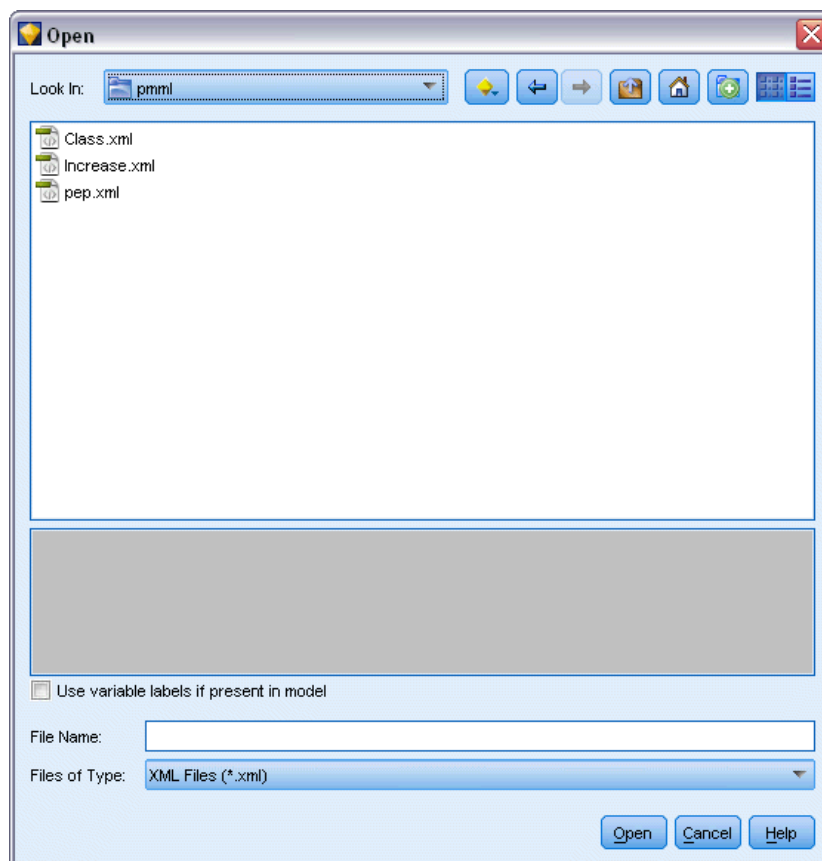 Open
Look In: pmml
Class.xml
Increase.xml
pep.xml
Use variable labels if present in model
File Name:
Files of Type: XML Files (*.xml)
Open Cancel Help